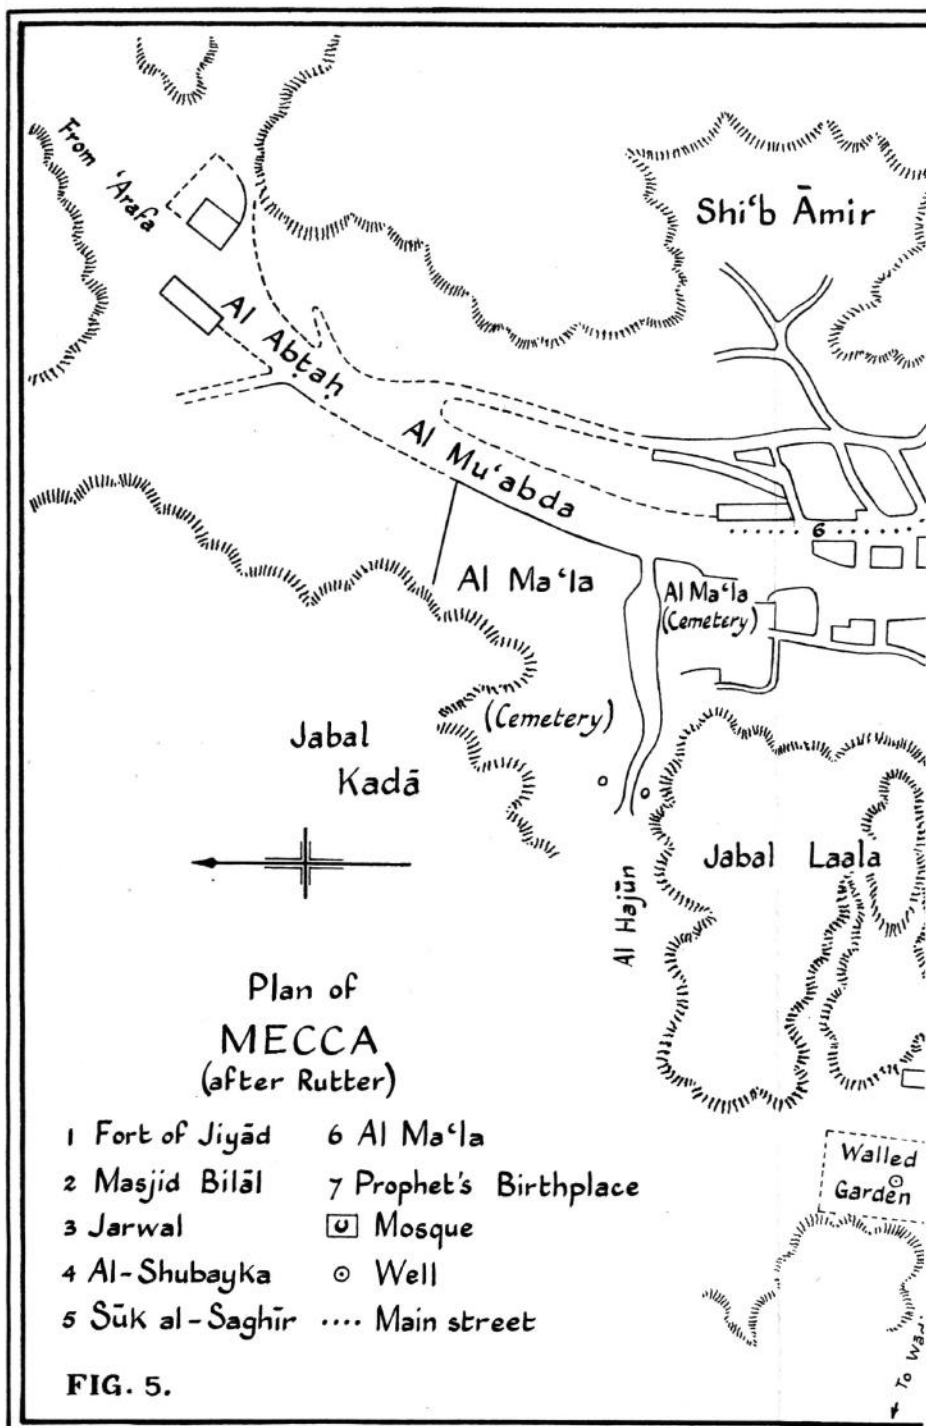 From 'Arafa
Shi'b Āmir
Al Abṭaḥ
Al Mu'abda
6
Al Ma'la
(Cemetery)
Al Ma'la
(Cemetery)
Jabal
Kadā
Jabal Laala
Al Hajūn
Plan of
MECCA
(after Rutter)
1 Fort of Jiyād
2 Masjid Bilāl
3 Jarwal
4 Al-Shubayka
5 Sūk al-Saghīr
6 Al Ma'la
7 Prophet's Birthplace
Mosque
Well
.... Main street
Walled
Garden
To
FIG. 5.